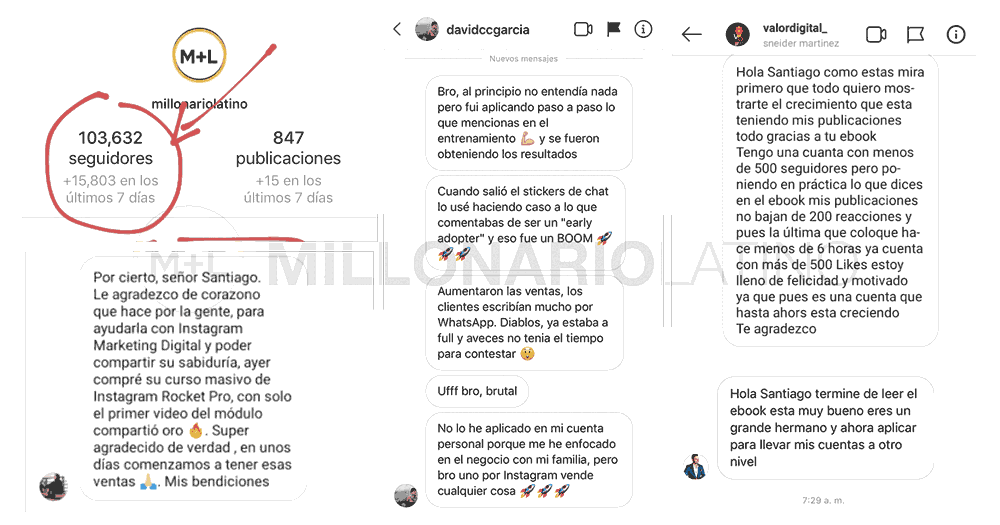 M+L
millonariolatino
103,632
seguidores
+15,803 en los
últimos 7 días
847
publicaciones
+15 en los
últimos 7 días
Por cierto, señor Santiago.
Le agradezco de corazono
que hace por la gente, para
ayudarla con Instagram
Marketing Digital y poder
compartir su sabiduría, ayer
compré su curso masivo de
Instagram Rocket Pro, con solo
el primer video del módulo
compartió oro 🔥. Super
agradecido de verdad , en unos
días comenzamos a tener esas
ventas 🙏. Mis bendiciones
davidccgarcia
Nuevos mensajes
Bro, al principio no entendía nada
pero fui aplicando paso a paso lo
que mencionas en el
entrenamiento 💪 y se fueron
obteniendo los resultados
Cuando salió el stickers de chat
lo usé haciendo caso a lo que
comentabas de ser un "early
adopter" y eso fue un BOOM 🚀
🚀🚀
Aumentaron las ventas, los
clientes escribían mucho por
WhatsApp. Diablos, ya estaba a
full y aveces no tenia el tiempo
para contestar 😲
Ufff bro, brutal
No lo he aplicado en mi cuenta
personal porque me he enfocado
en el negocio con mi familia, pero
bro uno por Instagram vende
cualquier cosa 🚀🚀🚀
valordigital_
sneider martinez
Hola Santiago como estas mira
primero que todo quiero mos-
trarte el crecimiento que esta
teniendo mis publicaciones
todo gracias a tu ebook
Tengo una cuanta con menos
de 500 seguidores pero po-
niendo en práctica lo que dices
en el ebook mis publicaciones
no bajan de 200 reacciones y
pues la última que coloque ha-
ce menos de 6 horas ya cuenta
con más de 500 Likes estoy
lleno de felicidad y motivado
ya que pues es una cuenta que
hasta ahors esta creciendo
Te agradezco
Hola Santiago termine de leer el
ebook esta muy bueno eres un
grande hermano y ahora aplicar
para llevar mis cuentas a otro
nivel
7:29 a. m.
M+L MILLONARIOLATINO